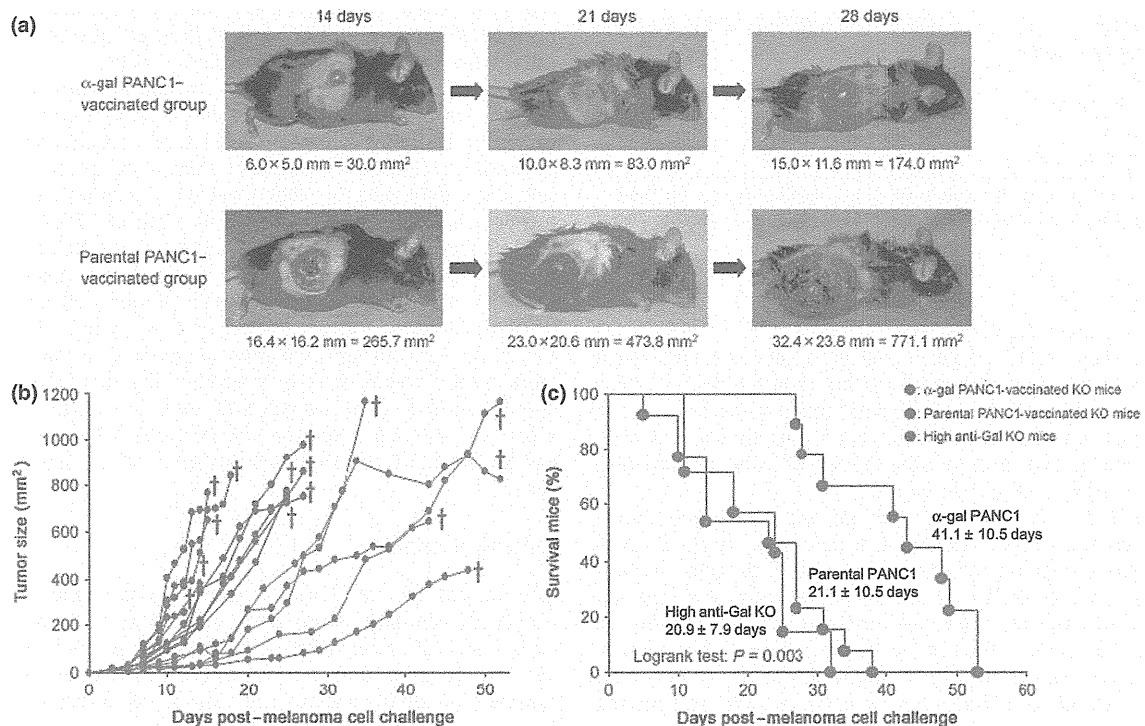 (a)
14 days
21 days
28 days
α-gal PANC1–
vaccinated group
6.0 × 5.0 mm = 30.0 mm²
10.0 × 8.3 mm = 83.0 mm²
15.0 × 11.6 mm = 174.0 mm²
Parental PANC1–
vaccinated group
16.4 × 16.2 mm = 265.7 mm²
23.0 × 20.6 mm = 473.8 mm²
32.4 × 23.8 mm = 771.1 mm²
(b)
1200
1000
800
600
400
200
0
Tumor size (mm²)
† † † † † † † † † † † † †
0 10 20 30 40 50
Days post–melanoma cell challenge
(c)
100
80
60
40
20
0
Survival mice (%)
: α-gal PANC1-vaccinated KO mice
: Parental PANC1-vaccinated KO mice
: High anti-Gal KO mice
α-gal PANC1
41.1 ± 10.5 days
Parental PANC1
21.1 ± 10.5 days
High anti-Gal KO
20.9 ± 7.9 days
Logrank test: P = 0.003
0 10 20 30 40 50 60
Days post–melanoma cell challenge